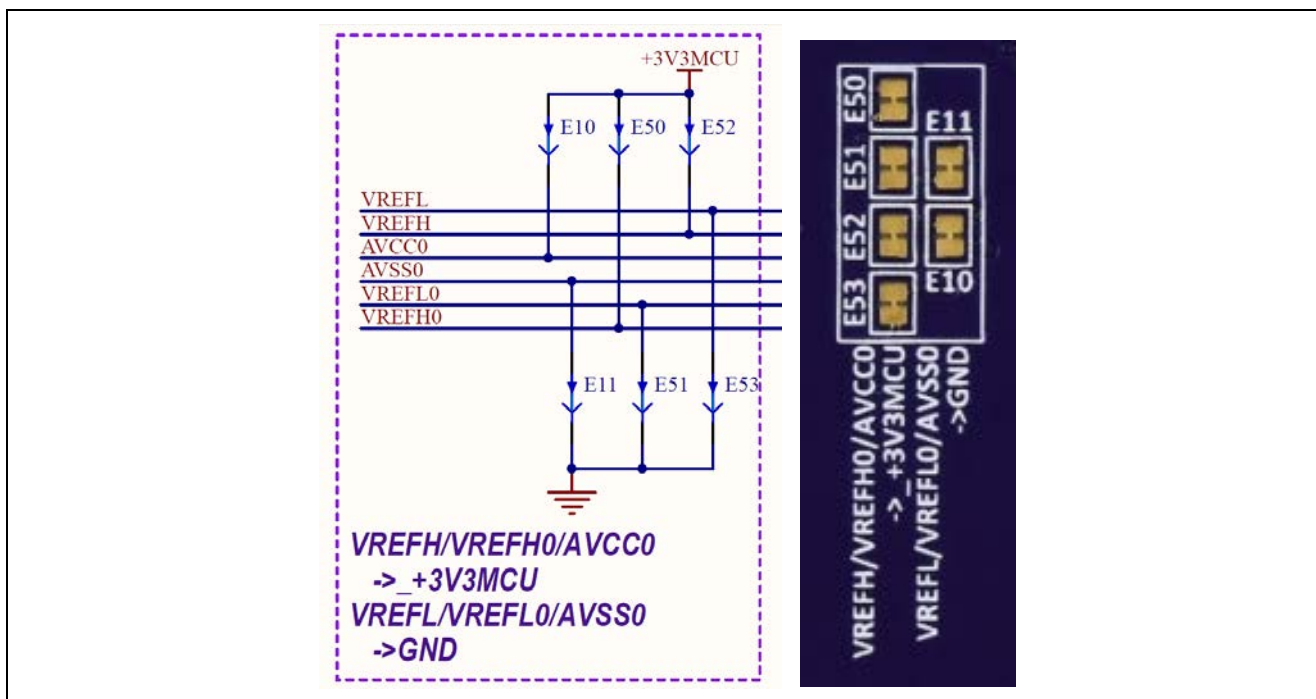 +3V3MCU
E10 E50 E52
VREFL
VREFH
AVCC0
AVSS0
VREFL0
VREFH0
E11 E51 E53
VREFH/VREFH0/AVCC0
->_+3V3MCU
VREFL/VREFL0/AVSS0
->GND
E50
E51
E52
E53
E11
E10
VREFH/VREFH0/AVCC0
->_+3V3MCU
VREFL/VREFL0/AVSS0
->GND